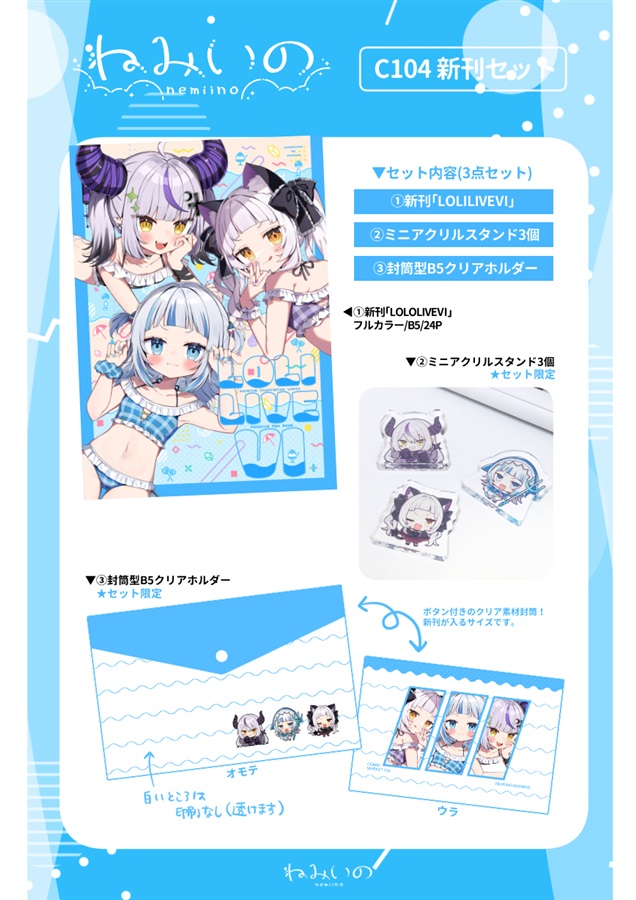 ねみいの
nemiino
C104 新刊セット
▼セット内容(3点セット)
①新刊「LOLILIVEVI」
②ミニアクリルスタンド3個
③封筒型B5クリアホルダー
◀①新刊「LOLOLIVEVI」
フルカラー/B5/24P
LOLI
LIVE
VI
▼②ミニアクリルスタンド3個
★セット限定
▼③封筒型B5クリアホルダー
★セット限定
ボタン付きのクリア素材封筒！
新刊が入るサイズです。
オモテ
白いところは
印刷なし(透けます)
ウラ
ねみいの
nemiino